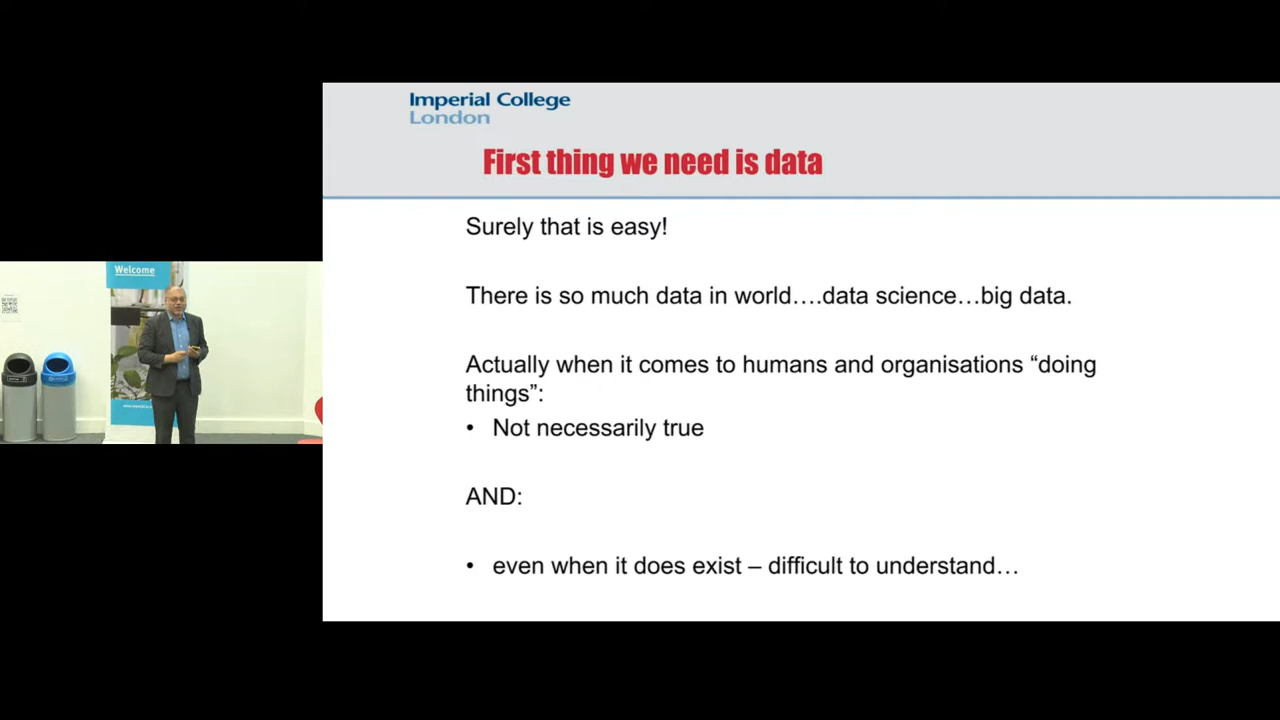 Imperial College
London
First thing we need is data
Surely that is easy!
There is so much data in world….data science…big data.
Actually when it comes to humans and organisations “doing
things”:
• Not necessarily true
AND:
• even when it does exist – difficult to understand…
Welcome